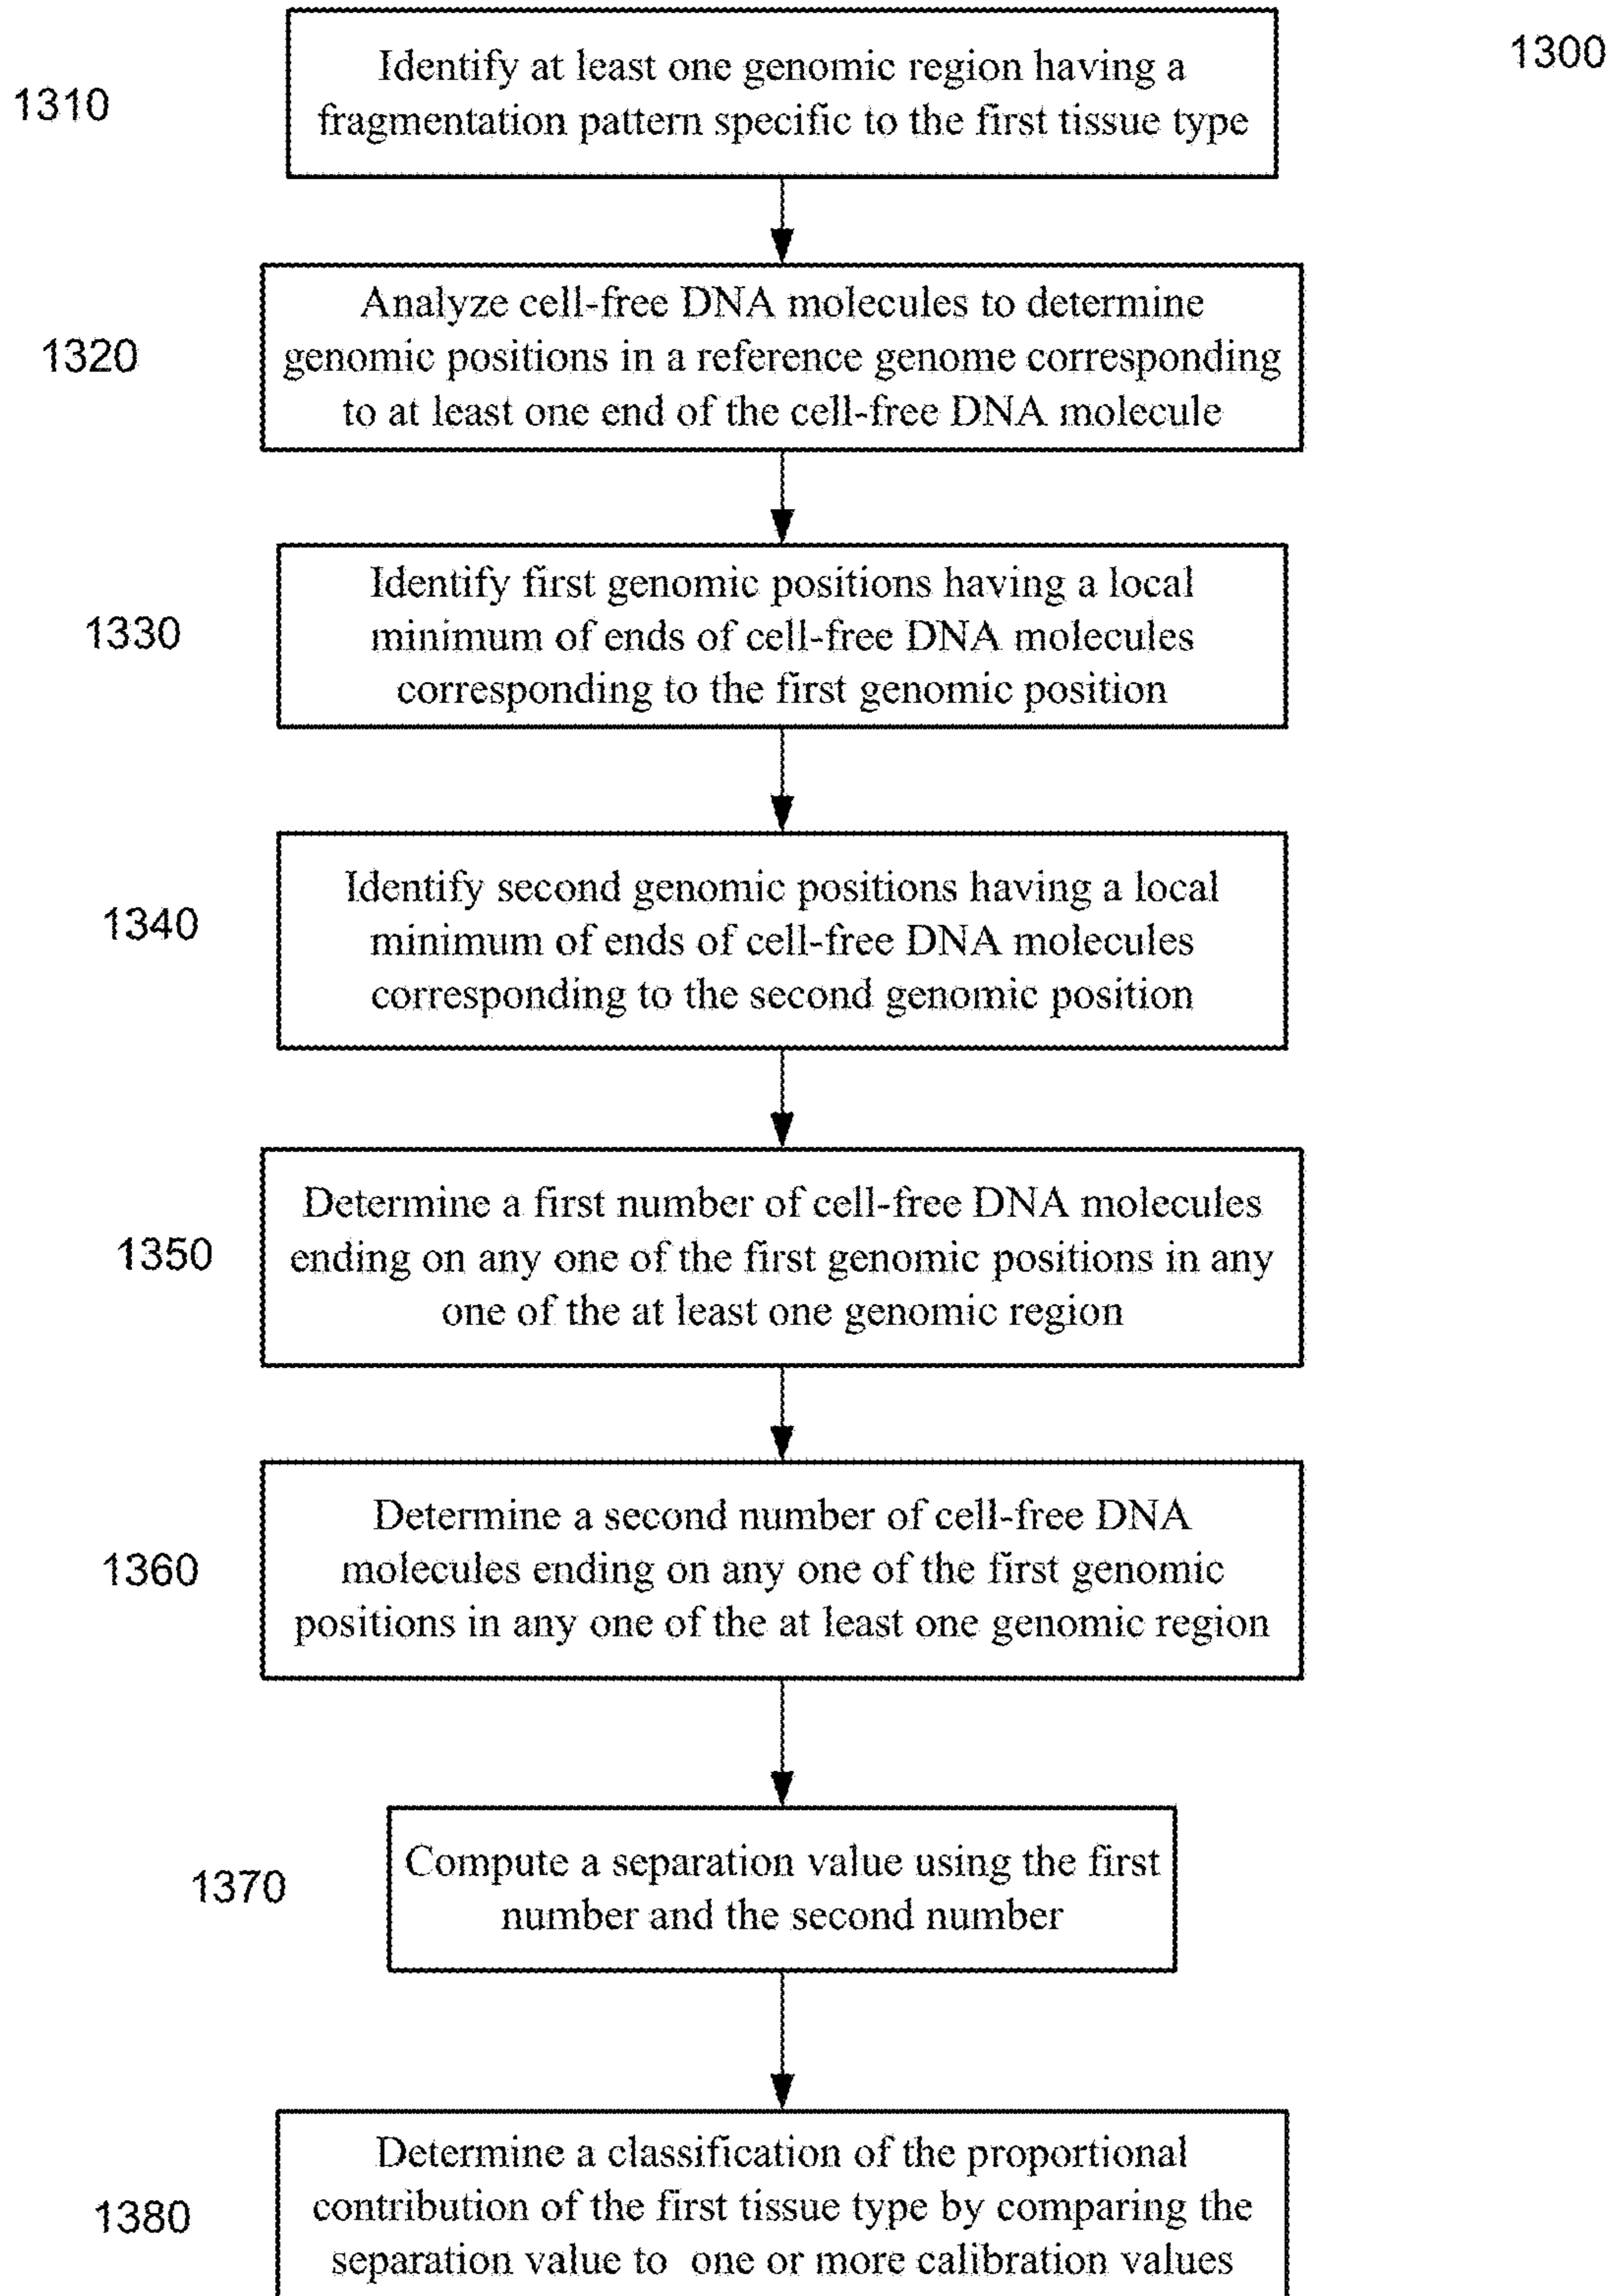 1300
1310
Identify at least one genomic region having a
fragmentation pattern specific to the first tissue type
1320
Analyze cell-free DNA molecules to determine
genomic positions in a reference genome corresponding
to at least one end of the cell-free DNA molecule
1330
Identify first genomic positions having a local
minimum of ends of cell-free DNA molecules
corresponding to the first genomic position
1340
Identify second genomic positions having a local
minimum of ends of cell-free DNA molecules
corresponding to the second genomic position
1350
Determine a first number of cell-free DNA molecules
ending on any one of the first genomic positions in any
one of the at least one genomic region
1360
Determine a second number of cell-free DNA
molecules ending on any one of the first genomic
positions in any one of the at least one genomic region
1370
Compute a separation value using the first
number and the second number
1380
Determine a classification of the proportional
contribution of the first tissue type by comparing the
separation value to one or more calibration values